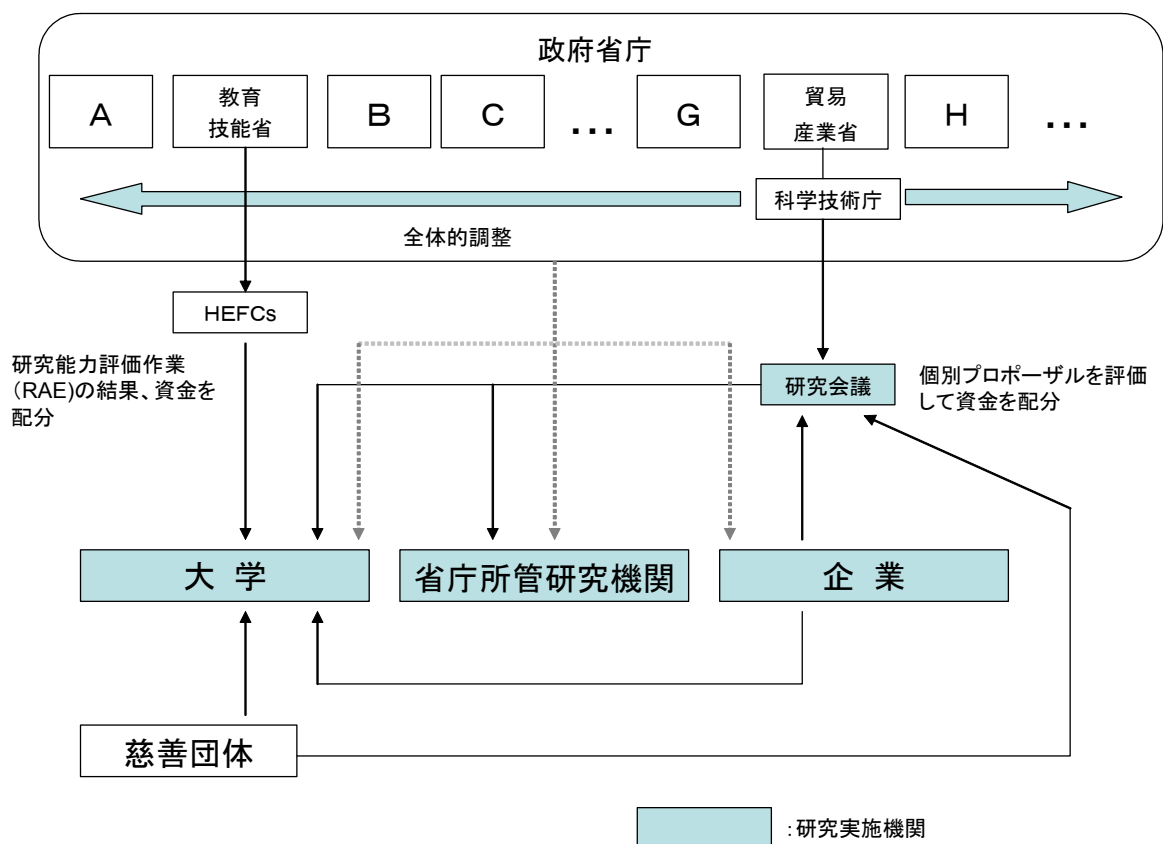 政府省庁
A
教育
技能省
B
C
...
G
貿易
産業省
H
...
科学技術庁
全体的調整
HEFCs
研究能力評価作業
(RAE)の結果、資金を
配分
研究会議
個別プロポーザルを評価
して資金を配分
大 学
省庁所管研究機関
企 業
慈善団体
:研究実施機関